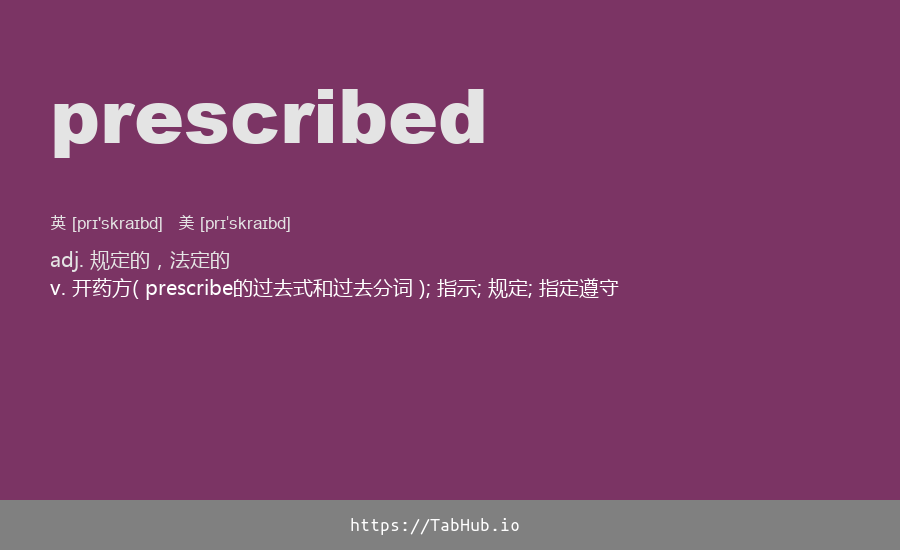 prescribed
英 [prɪ'skraɪbd] 美 [prɪˈskraɪbd]
adj. 规定的，法定的
v. 开药方( prescribe的过去式和过去分词 ); 指示; 规定; 指定遵守
https://TabHub.io